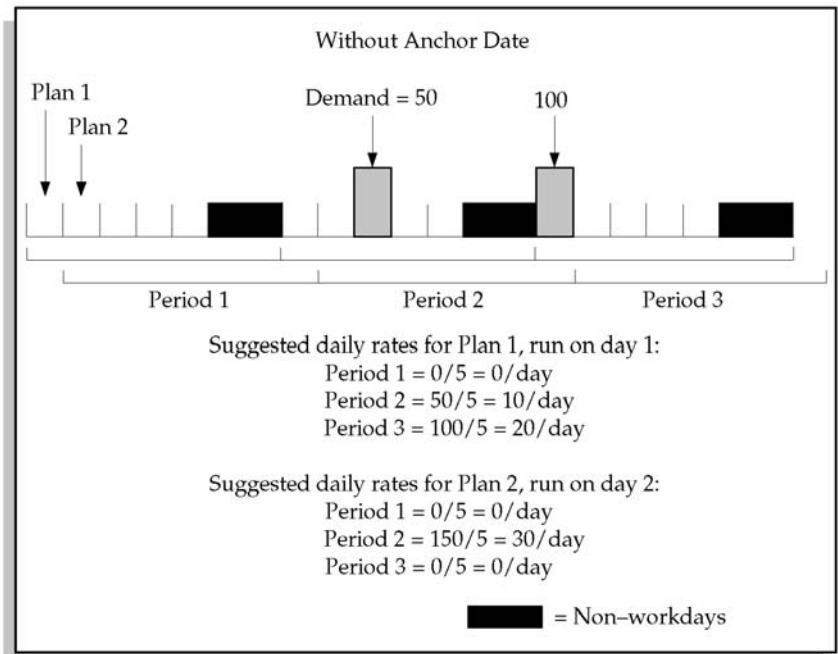 Without Anchor Date
Plan 1
Demand = 50
100
Plan 2
Period 1
Period 2
Period 3
Suggested daily rates for Plan 1, run on day 1:
Period 1 = 0/5 = 0/day
Period 2 = 50/5 = 10/day
Period 3 = 100/5 = 20/day
Suggested daily rates for Plan 2, run on day 2:
Period 1 = 0/5 = 0/day
Period 2 = 150/5 = 30/day
Period 3 = 0/5 = 0/day
= Non–workdays